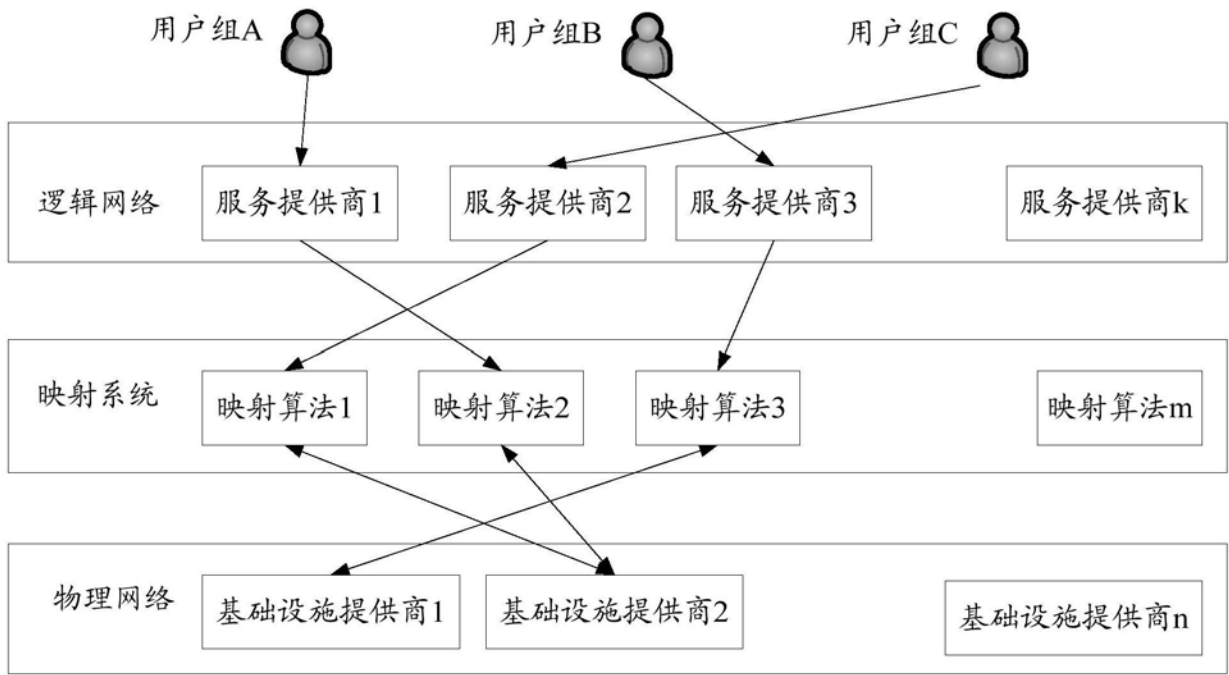 用户组A
用户组B
用户组C
逻辑网络
服务提供商1
服务提供商2
服务提供商3
服务提供商k
映射系统
映射算法1
映射算法2
映射算法3
映射算法m
物理网络
基础设施提供商1
基础设施提供商2
基础设施提供商n